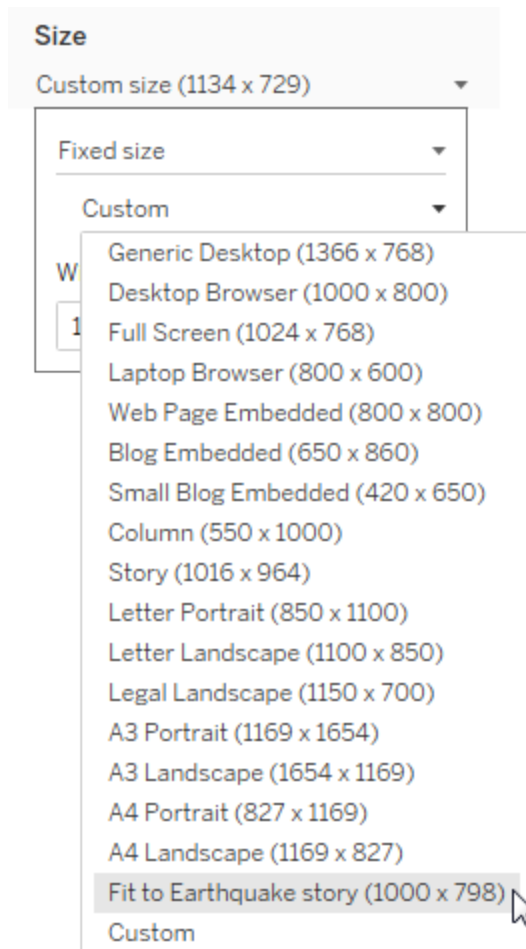 Size
Custom size (1134 x 729)
Fixed size
Custom
W
1
Generic Desktop (1366 x 768)
Desktop Browser (1000 x 800)
Full Screen (1024 x 768)
Laptop Browser (800 x 600)
Web Page Embedded (800 x 800)
Blog Embedded (650 x 860)
Small Blog Embedded (420 x 650)
Column (550 x 1000)
Story (1016 x 964)
Letter Portrait (850 x 1100)
Letter Landscape (1100 x 850)
Legal Landscape (1150 x 700)
A3 Portrait (1169 x 1654)
A3 Landscape (1654 x 1169)
A4 Portrait (827 x 1169)
A4 Landscape (1169 x 827)
Fit to Earthquake story (1000 x 798)
Custom